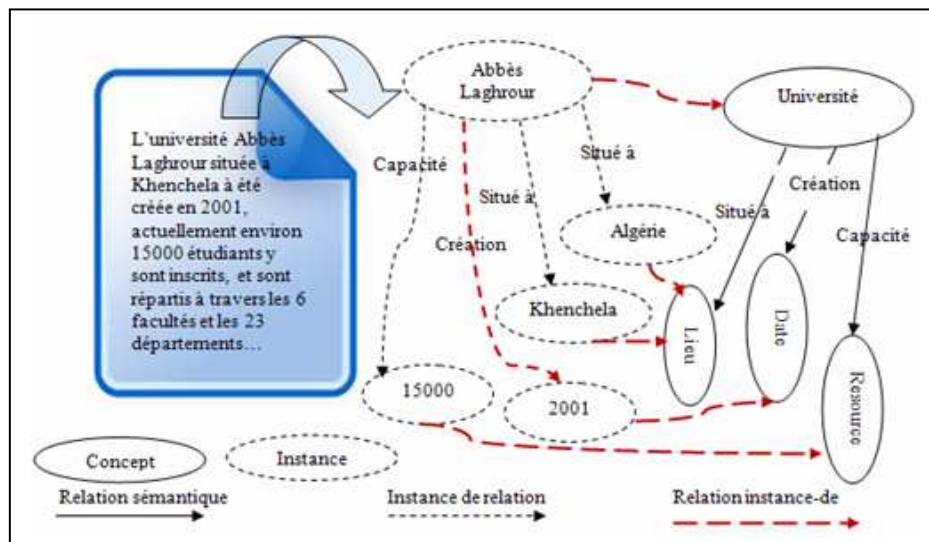 L'université Abbès
Laghrour située à
Khenchela à été
créée en 2001,
actuellement environ
15000 étudiants y
sont inscrits, et sont
répartis à travers les 6
facultés et les 23
départements…
Abbès
Laghrour
Université
Capacité
Situé à
Situé à
Création
Algérie
Situé à
Création
Capacité
Khenchela
Lieu
Date
Resource
15000
2001
Concept
Instance
Relation sémantique
Instance de relation
Relation instance-de